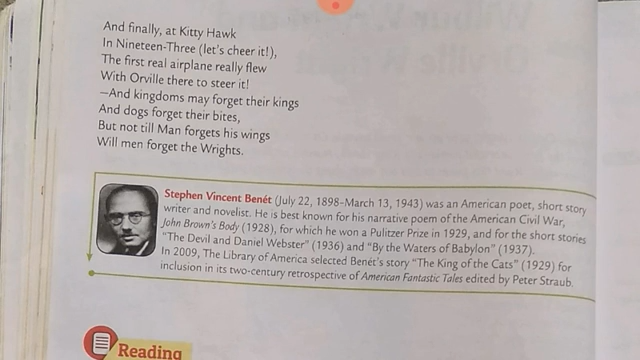 And finally, at Kitty Hawk
In Nineteen-Three (let's cheer it!),
The first real airplane really flew
With Orville there to steer it!
—And kingdoms may forget their kings
And dogs forget their bites,
But not till Man forgets his wings
Will men forget the Wrights.
Stephen Vincent Benét (July 22, 1898–March 13, 1943) was an American poet, short story
writer and novelist. He is best known for his narrative poem of the American Civil War,
John Brown's Body (1928), for which he won a Pulitzer Prize in 1929, and for the short stories
"The Devil and Daniel Webster" (1936) and "By the Waters of Babylon" (1937).
In 2009, The Library of America selected Benét's story "The King of the Cats" (1929) for
inclusion in its two-century retrospective of American Fantastic Tales edited by Peter Straub.
Reading